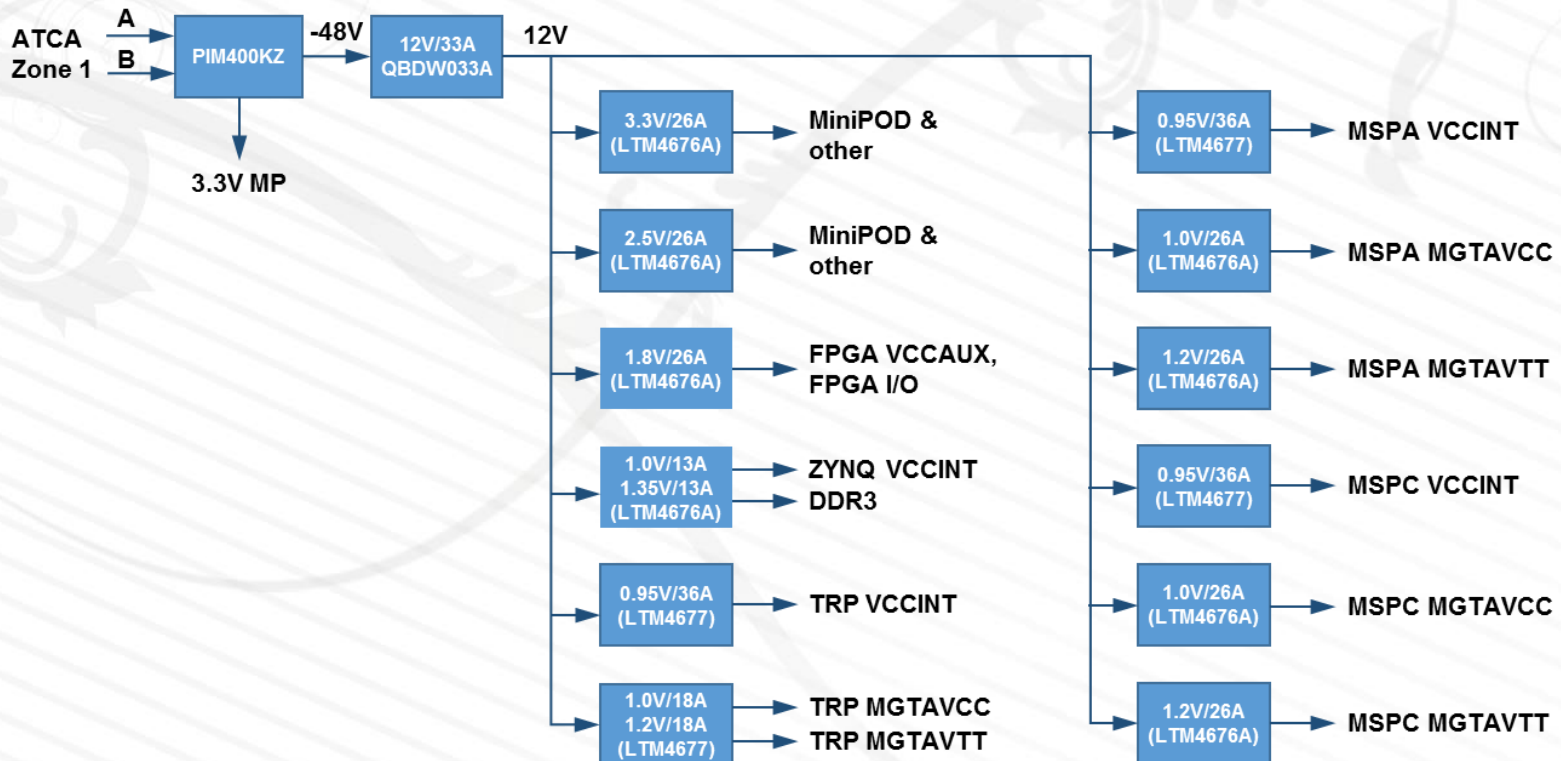 ATCA
Zone 1
A
B
PIM400KZ
-48V
12V/33A
QBDW033A
12V
3.3V MP
3.3V/26A
(LTM4676A)
MiniPOD &
other
2.5V/26A
(LTM4676A)
MiniPOD &
other
1.8V/26A
(LTM4676A)
FPGA VCCAUX,
FPGA I/O
1.0V/13A
1.35V/13A
(LTM4676A)
ZYNQ VCCINT
DDR3
0.95V/36A
(LTM4677)
TRP VCCINT
1.0V/18A
1.2V/18A
(LTM4677)
TRP MGTAVCC
TRP MGTAVTT
0.95V/36A
(LTM4677)
MSPA VCCINT
1.0V/26A
(LTM4676A)
MSPA MGTAVCC
1.2V/26A
(LTM4676A)
MSPA MGTAVTT
0.95V/36A
(LTM4677)
MSPC VCCINT
1.0V/26A
(LTM4676A)
MSPC MGTAVCC
1.2V/26A
(LTM4676A)
MSPC MGTAVTT